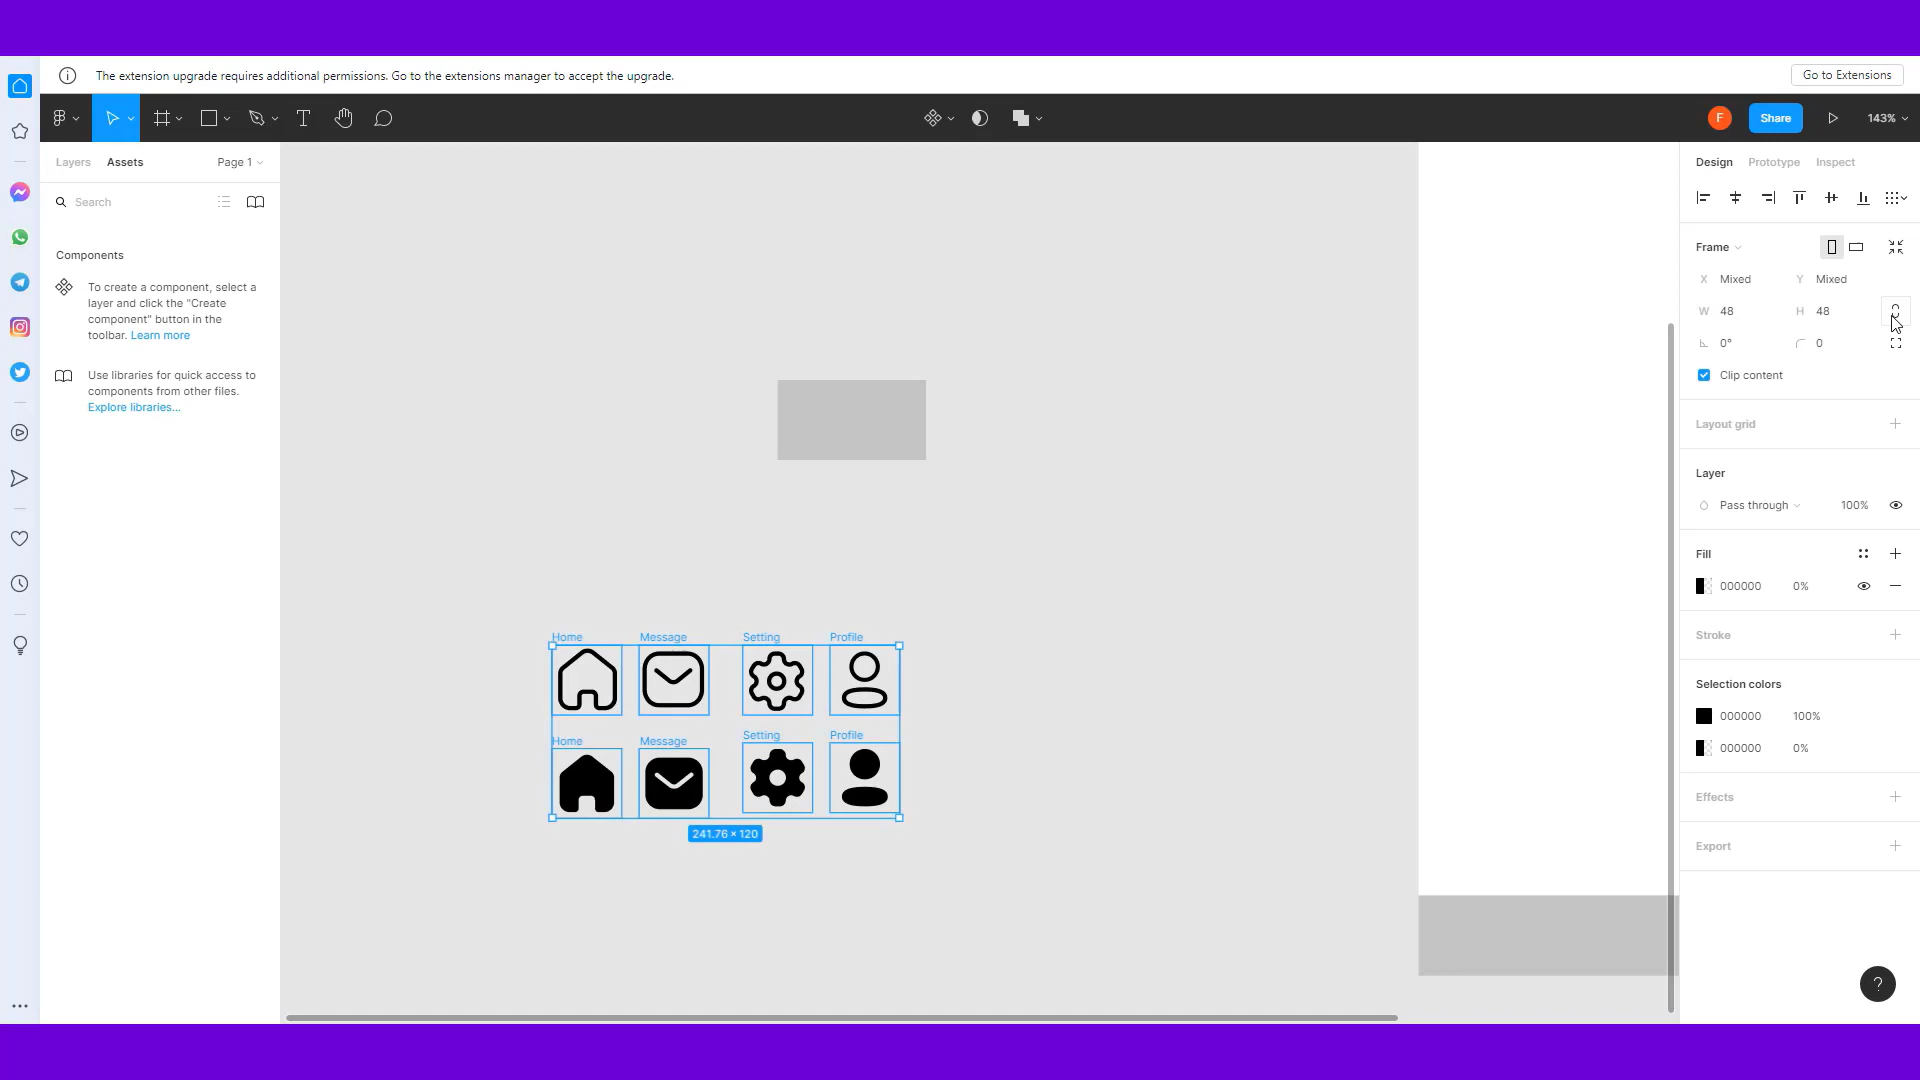 The extension upgrade requires additional permissions. Go to the extensions manager to accept the upgrade.
Go to Extensions
F
Share
143%
Layers
Assets
Page 1
Search
Components
To create a component, select a
layer and click the "Create
component" button in the
toolbar. Learn more
Use libraries for quick access to
components from other files.
Explore libraries...
Home
Message
Setting
Profile
Home
Message
Setting
Profile
241.76 × 120
Design
Prototype
Inspect
Frame
X Mixed
Y Mixed
W 48
H 48
0°
0
Clip content
Layout grid
Layer
Pass through
100%
Fill
000000
0%
Stroke
Selection colors
000000
100%
000000
0%
Effects
Export
?